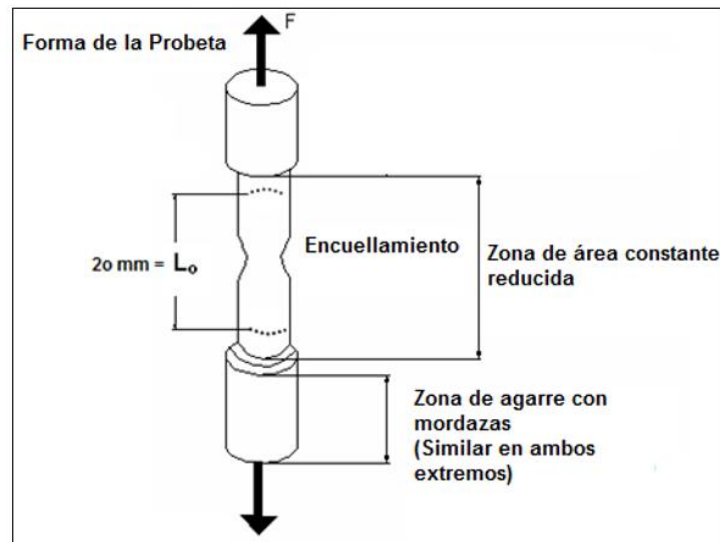 Forma de la Probeta
F
Encuellamiento
2o mm = Lo
Zona de área constante
reducida
Zona de agarre con
mordazas
(Similar en ambos
extremos)